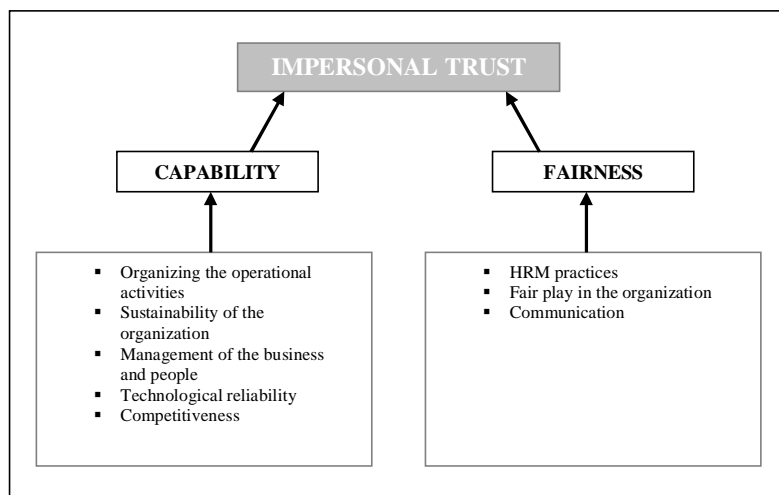 IMPERSONAL TRUST
CAPABILITY
FAIRNESS
▪ Organizing the operational
activities
▪ Sustainability of the
organization
▪ Management of the business
and people
▪ Technological reliability
▪ Competitiveness
▪ HRM practices
▪ Fair play in the organization
▪ Communication